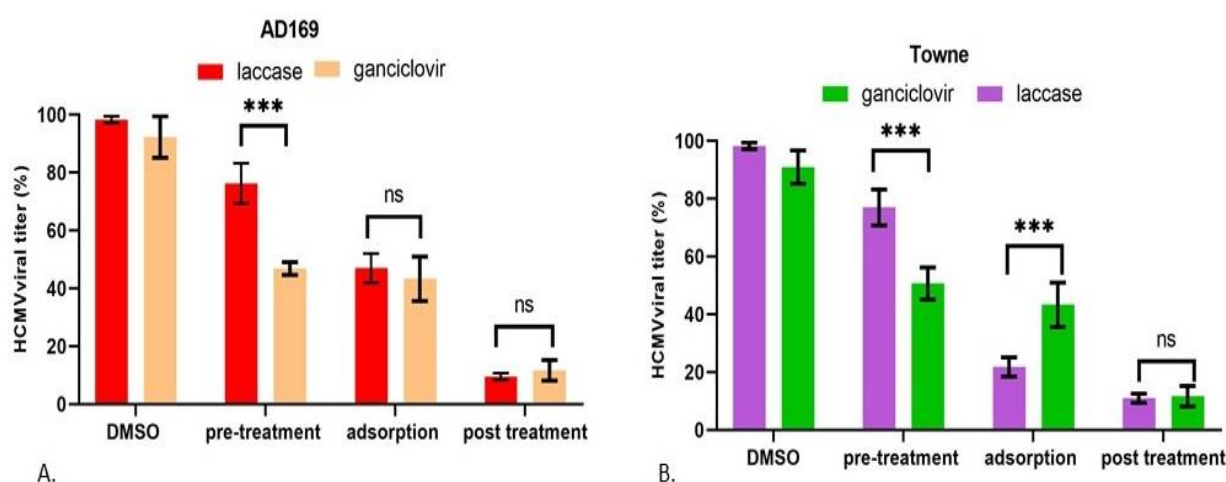 AD169
laccase ganciclovir
HCMVviral titer (%)
100
80
60
40
20
0
***
ns
ns
DMSO pre-treatment adsorption post treatment
A.
Towne
ganciclovir laccase
HCMVviral titer (%)
100
80
60
40
20
0
***
***
ns
DMSO pre-treatment adsorption post treatment
B.